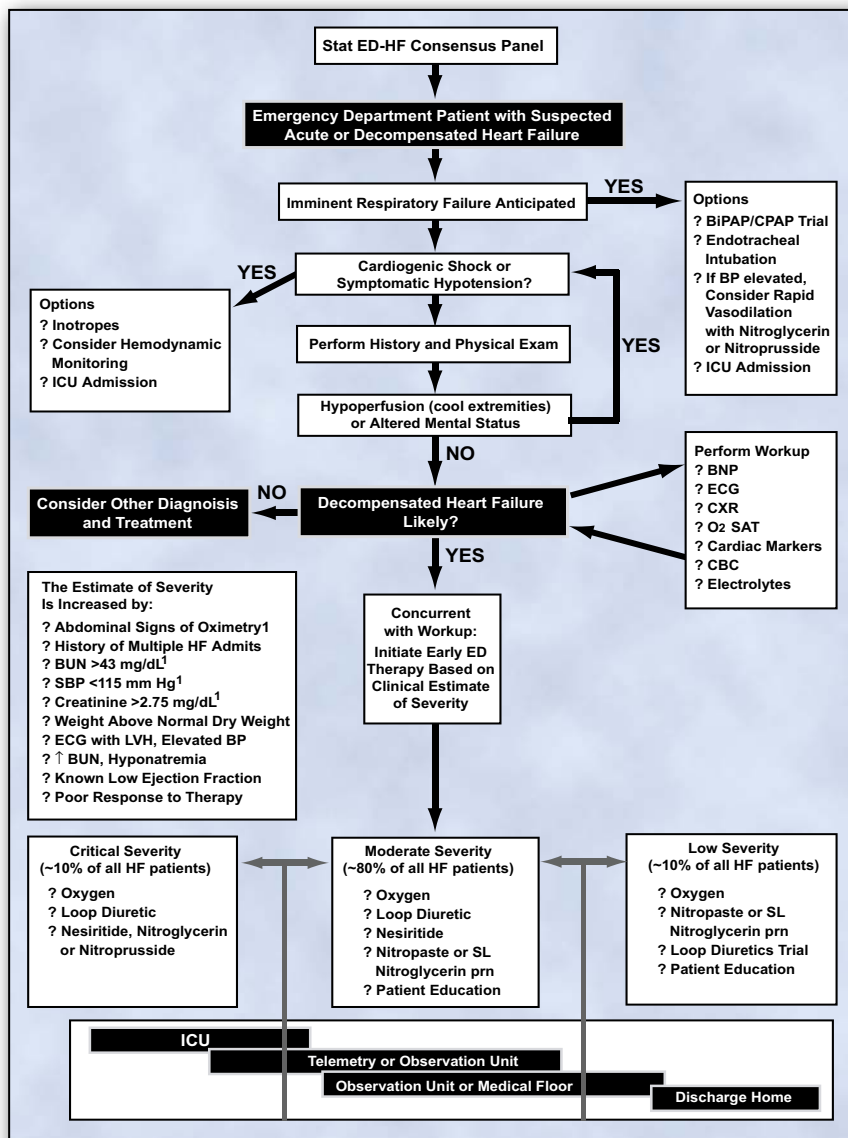 Stat ED-HF Consensus Panel
Emergency Department Patient with Suspected
Acute or Decompensated Heart Failure
Imminent Respiratory Failure Anticipated
YES
Options
? BiPAP/CPAP Trial
? Endotracheal
Intubation
? If BP elevated,
Consider Rapid
Vasodilation
with Nitroglycerin
or Nitroprusside
? ICU Admission
Cardiogenic Shock or
Symptomatic Hypotension?
YES
Options
? Inotropes
? Consider Hemodynamic
Monitoring
? ICU Admission
Perform History and Physical Exam
YES
Hypoperfusion (cool extremities)
or Altered Mental Status
NO
Perform Workup
? BNP
? ECG
? CXR
? O2 SAT
? Cardiac Markers
? CBC
? Electrolytes
Decompensated Heart Failure
Likely?
NO
Consider Other Diagnoisis
and Treatment
YES
The Estimate of Severity
Is Increased by:
? Abdominal Signs of Oximetry1
? History of Multiple HF Admits
? BUN >43 mg/dL1
? SBP <115 mm Hg1
? Creatinine >2.75 mg/dL1
? Weight Above Normal Dry Weight
? ECG with LVH, Elevated BP
? ↑ BUN, Hyponatremia
? Known Low Ejection Fraction
? Poor Response to Therapy
Concurrent
with Workup:
Initiate Early ED
Therapy Based on
Clinical Estimate
of Severity
Critical Severity
(~10% of all HF patients)
? Oxygen
? Loop Diuretic
? Nesiritide, Nitroglycerin
or Nitroprusside
Moderate Severity
(~80% of all HF patients)
? Oxygen
? Loop Diuretic
? Nesiritide
? Nitropaste or SL
Nitroglycerin prn
? Patient Education
Low Severity
(~10% of all HF patients)
? Oxygen
? Nitropaste or SL
Nitroglycerin prn
? Loop Diuretics Trial
? Patient Education
ICU
Telemetry or Observation Unit
Observation Unit or Medical Floor
Discharge Home